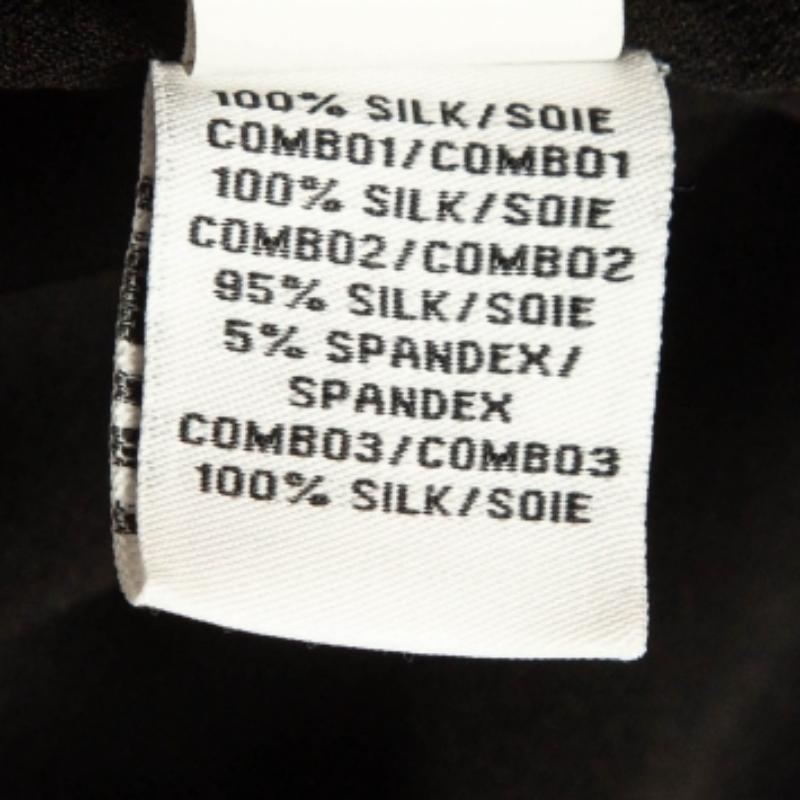 100% SILK/SOIE
COMBO1/COMBO1
100% SILK/SOIE
COMBO2/COMBO2
95% SILK/SOIE
5% SPANDEX/
SPANDEX
COMBO3/COMBO3
100% SILK/SOIE